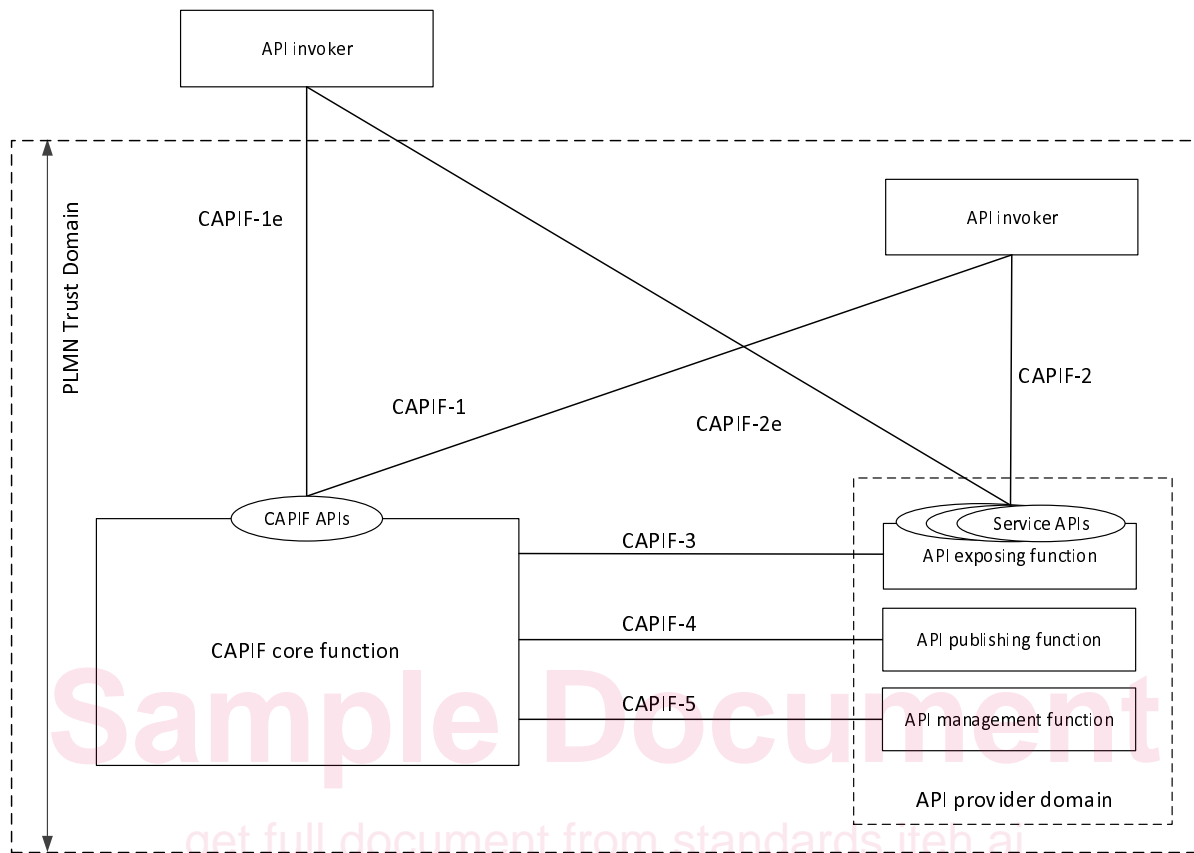 API invoker
PLMN Trust Domain
CAPIF-1e
API invoker
CAPIF-2
CAPIF-1
CAPIF-2e
CAPIF APIs
Service APIs
CAPIF-3
API exposing function
CAPIF-4
API publishing function
CAPIF core function
CAPIF-5
API management function
Sample Document
API provider domain
get full document from standards.iteh.ai